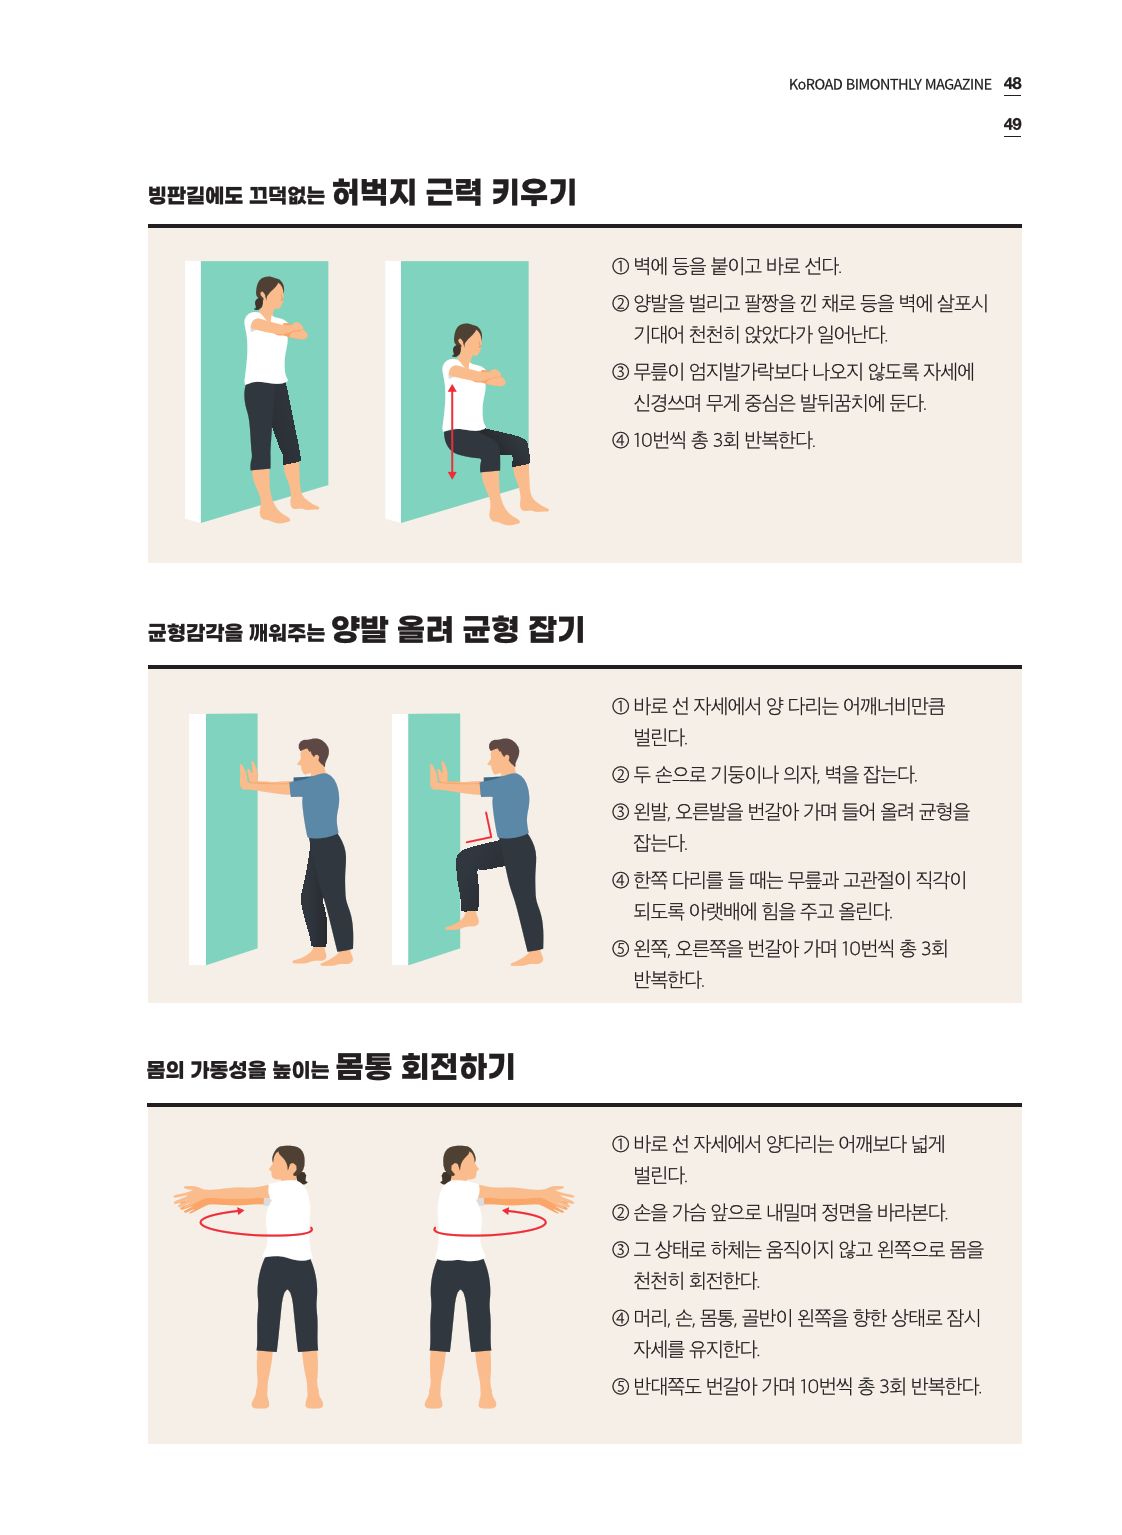 KoROAD BIMONTHLY MAGAZINE 48
49
빙판길에도 끄덕없는 허벅지 근력 키우기
① 벽에 등을 붙이고 바로 선다.
② 양발을 벌리고 팔짱을 낀 채로 등을 벽에 살포시
기대어 천천히 앉았다가 일어난다.
③ 무릎이 엄지발가락보다 나오지 않도록 자세에
신경쓰며 무게 중심은 발뒤꿈치에 둔다.
④ 10번씩 총 3회 반복한다.
균형감각을 깨워주는 양발 올려 균형 잡기
① 바로 선 자세에서 양 다리는 어깨너비만큼
벌린다.
② 두 손으로 기둥이나 의자, 벽을 잡는다.
③ 왼발, 오른발을 번갈아 가며 들어 올려 균형을
잡는다.
④ 한쪽 다리를 들 때는 무릎과 고관절이 직각이
되도록 아랫배에 힘을 주고 올린다.
⑤ 왼쪽, 오른쪽을 번갈아 가며 10번씩 총 3회
반복한다.
몸의 가동성을 높이는 몸통 회전하기
① 바로 선 자세에서 양다리는 어깨보다 넓게
벌린다.
② 손을 가슴 앞으로 내밀며 정면을 바라본다.
③ 그 상태로 하체는 움직이지 않고 왼쪽으로 몸을
천천히 회전한다.
④ 머리, 손, 몸통, 골반이 왼쪽을 향한 상태로 잠시
자세를 유지한다.
⑤ 반대쪽도 번갈아 가며 10번씩 총 3회 반복한다.